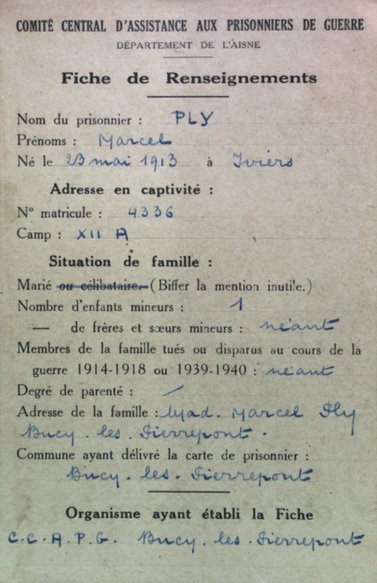 COMITÉ CENTRAL D'ASSISTANCE AUX PRISONNIERS DE GUERRE
DÉPARTEMENT DE L'AISNE
Fiche de Renseignements
Nom du prisonnier : PLY
Prénoms : Marcel
Né le 23 mai 1913 à Iviers
Adresse en captivité :
N° matricule : 4336
Camp : XII A
Situation de famille :
Marié ou célibataire. (Biffer la mention inutile.)
Nombre d'enfants mineurs : 1
— de frères et sœurs mineurs : néant
Membres de la famille tués ou disparus au cours de la
guerre 1914-1918 ou 1939-1940 : néant
Degré de parenté : /
Adresse de la famille : Mad. Marcel Ply
Bucy. les. Pierrepont.
Commune ayant délivré la carte de prisonnier :
Bucy. les. Pierrepont
Organisme ayant établi la Fiche
C. C. A. P. G. Bucy. les. Pierrepont